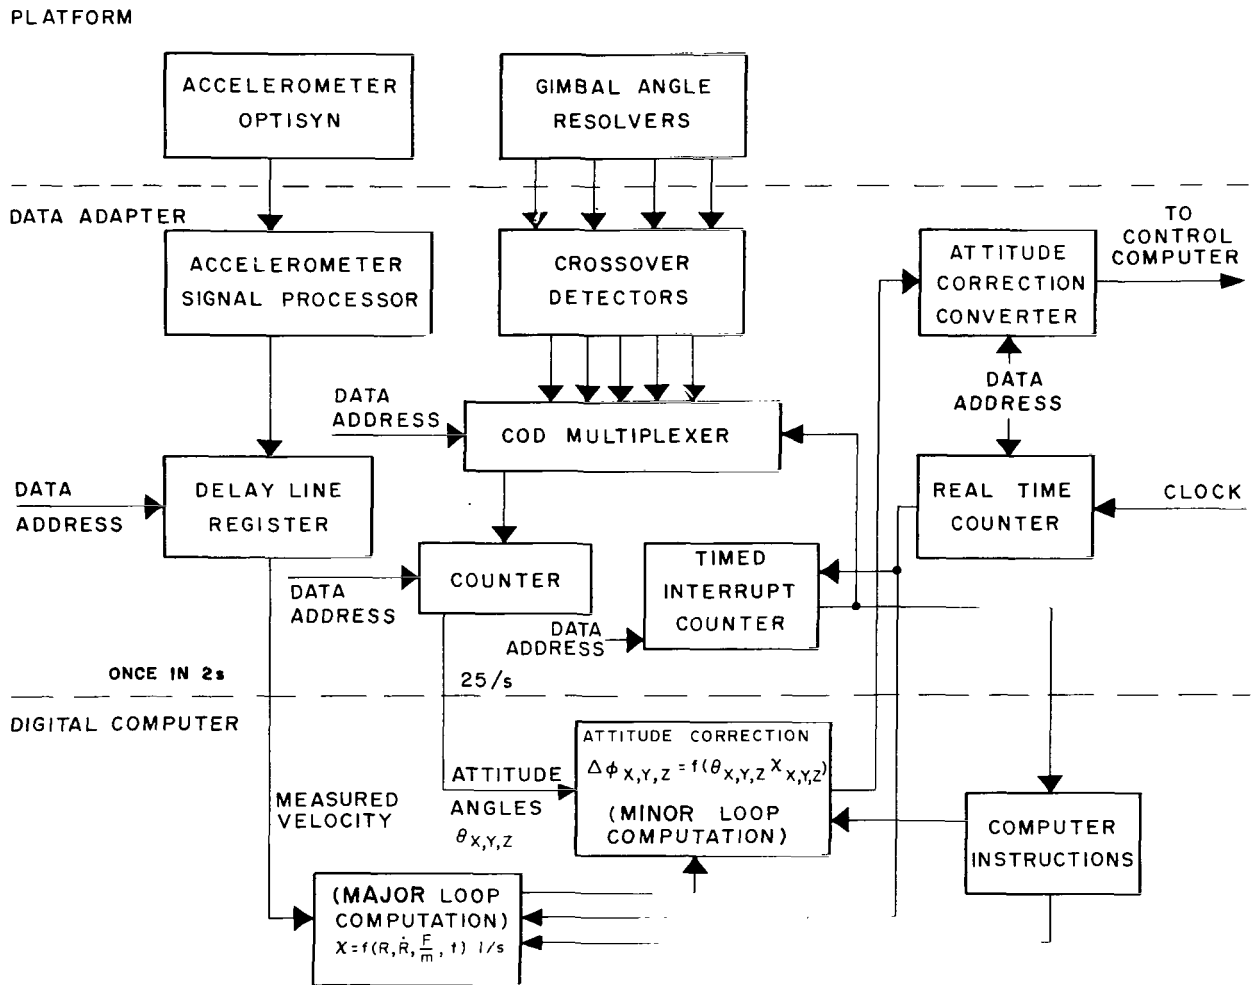 PLATFORM
ACCELEROMETER
OPTISYN
GIMBAL ANGLE
RESOLVERS
DATA ADAPTER
TO
CONTROL
COMPUTER
ACCELEROMETER
SIGNAL PROCESSOR
CROSSOVER
DETECTORS
ATTITUDE
CORRECTION
CONVERTER
DATA
ADDRESS
COD MULTIPLEXER
DATA
ADDRESS
DATA
ADDRESS
DELAY LINE
REGISTER
REAL TIME
COUNTER
CLOCK
DATA
ADDRESS
COUNTER
TIMED
INTERRUPT
COUNTER
DATA
ADDRESS
ONCE IN 2s
25/s
DIGITAL COMPUTER
ATTITUDE CORRECTION
Δϕ X,Y,Z = f(θ X,Y,Z χ X,Y,Z)
(MINOR LOOP
COMPUTATION)
ATTITUDE
ANGLES
θ X,Y,Z
MEASURED
VELOCITY
COMPUTER
INSTRUCTIONS
(MAJOR LOOP
COMPUTATION)
χ = f(R, Ṙ, F/m, t) 1/s